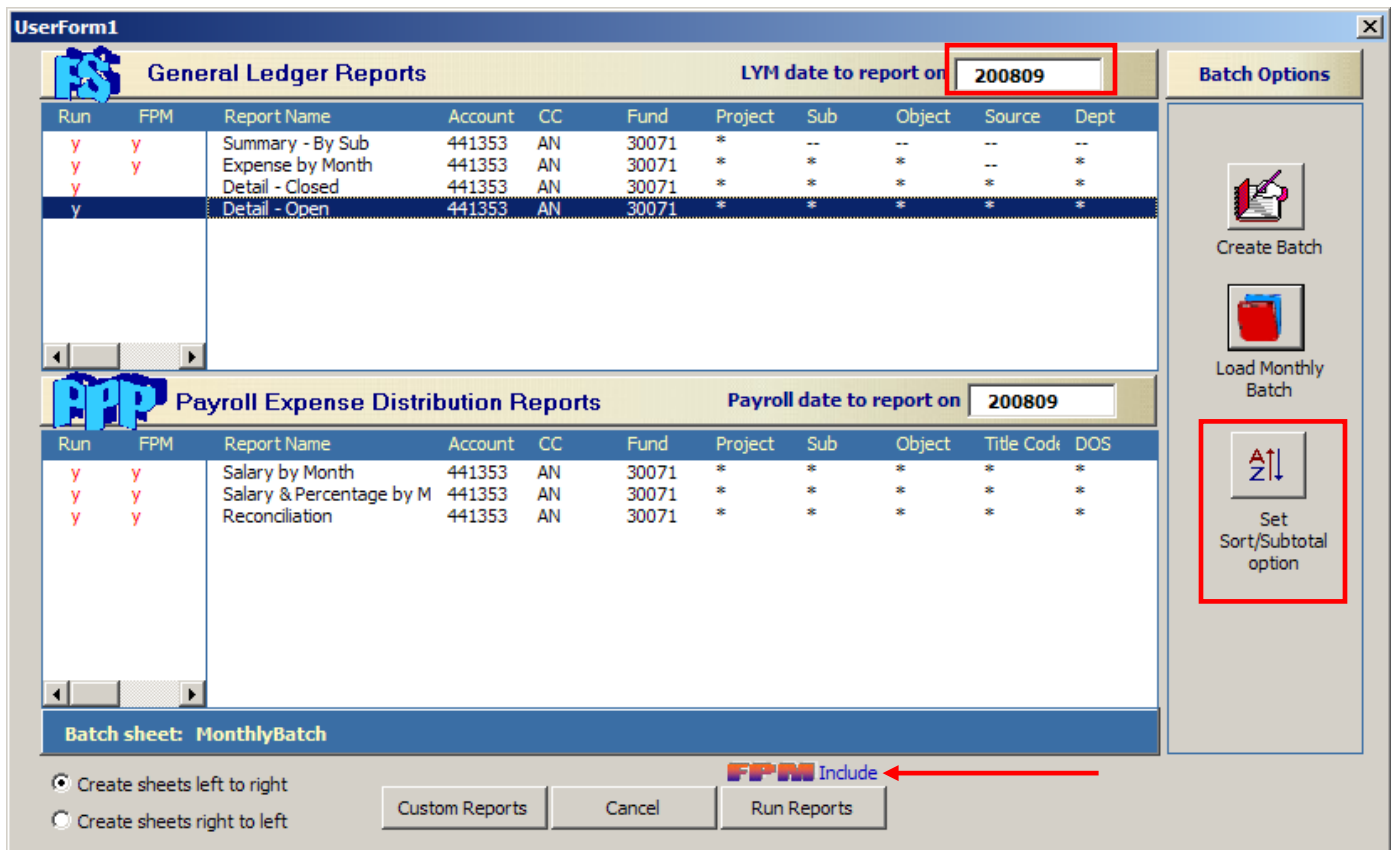 UserForm1
FS General Ledger Reports LYM date to report on 200809 Batch Options
Run FPM Report Name Account CC Fund Project Sub Object Source Dept
y y Summary - By Sub 441353 AN 30071 * -- -- -- --
y y Expense by Month 441353 AN 30071 * * * -- *
y Detail - Closed 441353 AN 30071 * * * * *
y Detail - Open 441353 AN 30071 * * * * *
Create Batch
Load Monthly
Batch
PPP Payroll Expense Distribution Reports Payroll date to report on 200809
Run FPM Report Name Account CC Fund Project Sub Object Title Code DOS
y y Salary by Month 441353 AN 30071 * * * * *
y y Salary & Percentage by M 441353 AN 30071 * * * * *
y y Reconciliation 441353 AN 30071 * * * * *
A Z
Set
Sort/Subtotal
option
Batch sheet: MonthlyBatch
FPM Include
Create sheets left to right
Create sheets right to left
Custom Reports Cancel Run Reports